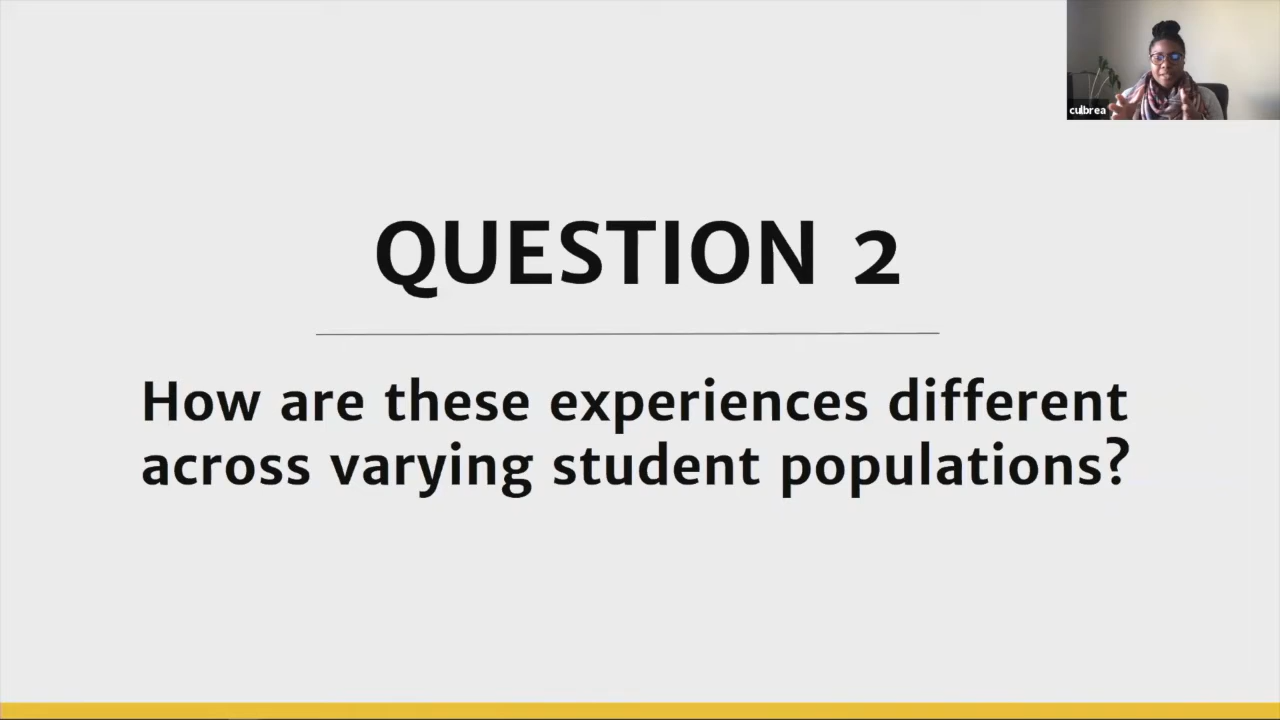 culbrea
QUESTION 2
How are these experiences different
across varying student populations?